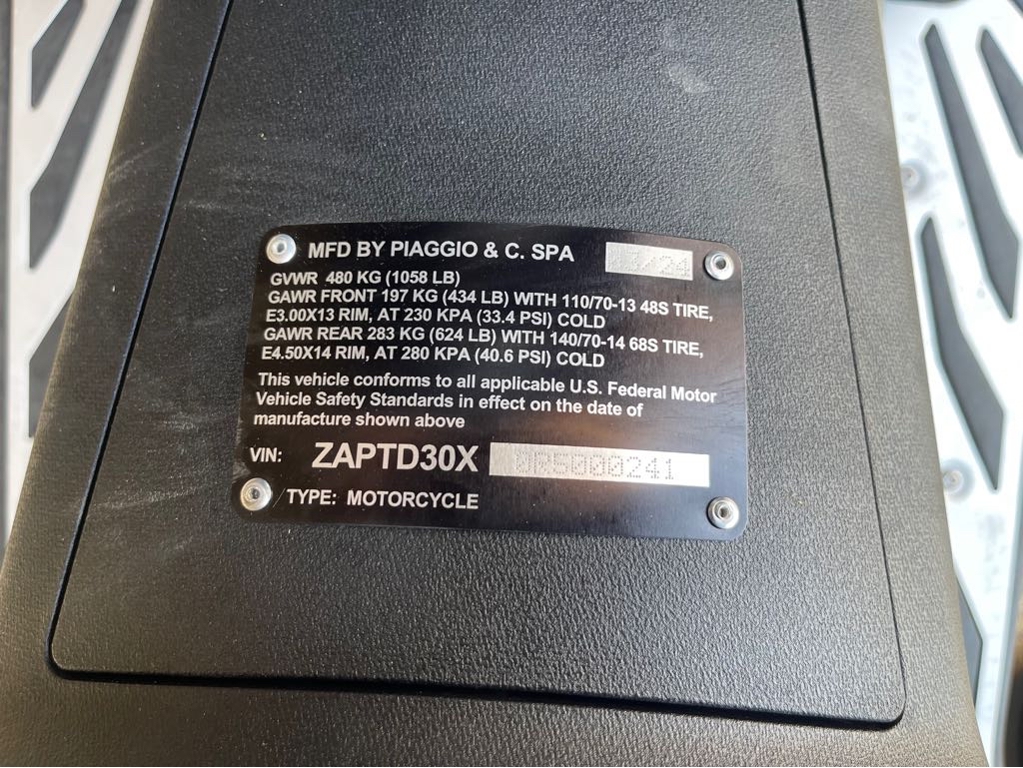 MFD BY PIAGGIO & C. SPA 3/24
GVWR 480 KG (1058 LB)
GAWR FRONT 197 KG (434 LB) WITH 110/70-13 48S TIRE,
E3.00X13 RIM, AT 230 KPA (33.4 PSI) COLD
GAWR REAR 283 KG (624 LB) WITH 140/70-14 68S TIRE,
E4.50X14 RIM, AT 280 KPA (40.6 PSI) COLD
This vehicle conforms to all applicable U.S. Federal Motor
Vehicle Safety Standards in effect on the date of
manufacture shown above
VIN: ZAPTD30X 0R5000241
TYPE: MOTORCYCLE